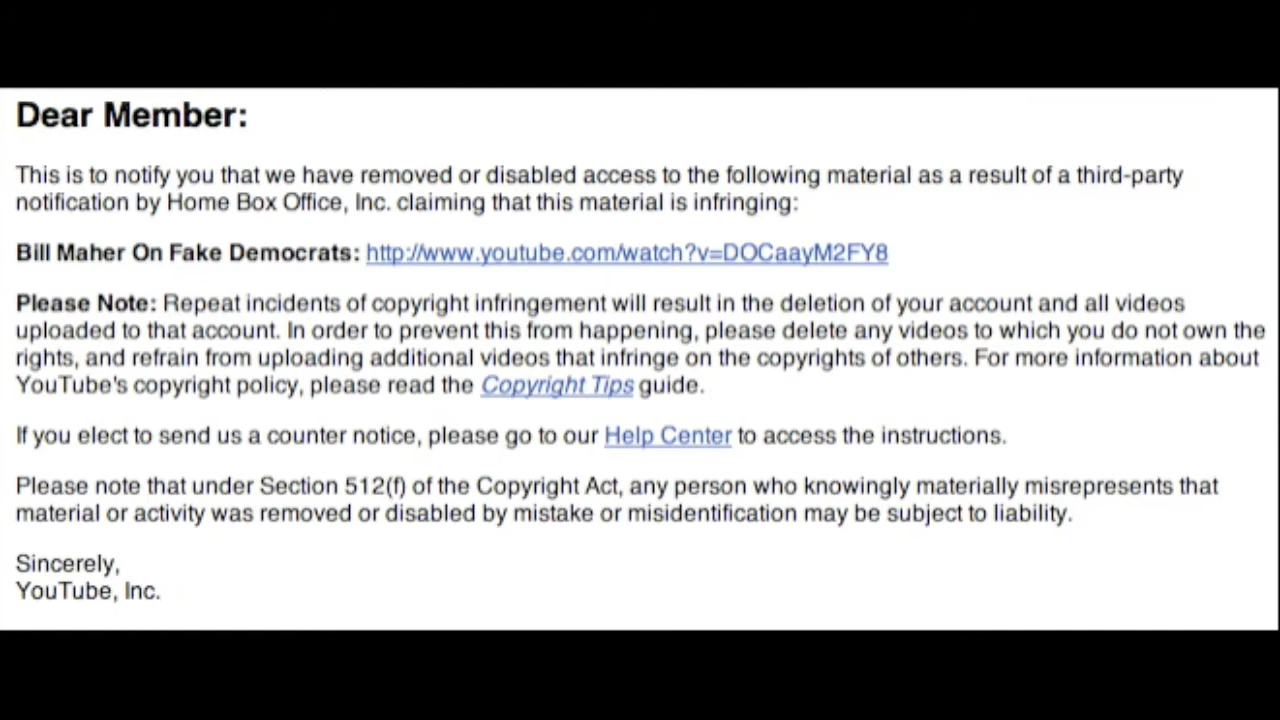 Dear Member:
This is to notify you that we have removed or disabled access to the following material as a result of a third-party
notification by Home Box Office, Inc. claiming that this material is infringing:
Bill Maher On Fake Democrats: http://www.youtube.com/watch?v=DOCaayM2FY8
Please Note: Repeat incidents of copyright infringement will result in the deletion of your account and all videos
uploaded to that account. In order to prevent this from happening, please delete any videos to which you do not own the
rights, and refrain from uploading additional videos that infringe on the copyrights of others. For more information about
YouTube's copyright policy, please read the Copyright Tips guide.
If you elect to send us a counter notice, please go to our Help Center to access the instructions.
Please note that under Section 512(f) of the Copyright Act, any person who knowingly materially misrepresents that
material or activity was removed or disabled by mistake or misidentification may be subject to liability.
Sincerely,
YouTube, Inc.